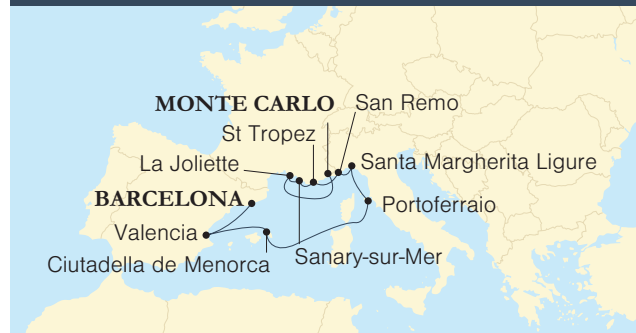 MONTE CARLO
San Remo
St Tropez
La Joliette
Santa Margherita Ligure
BARCELONA
Portoferraio
Valencia
Ciutadella de Menorca
Sanary-sur-Mer